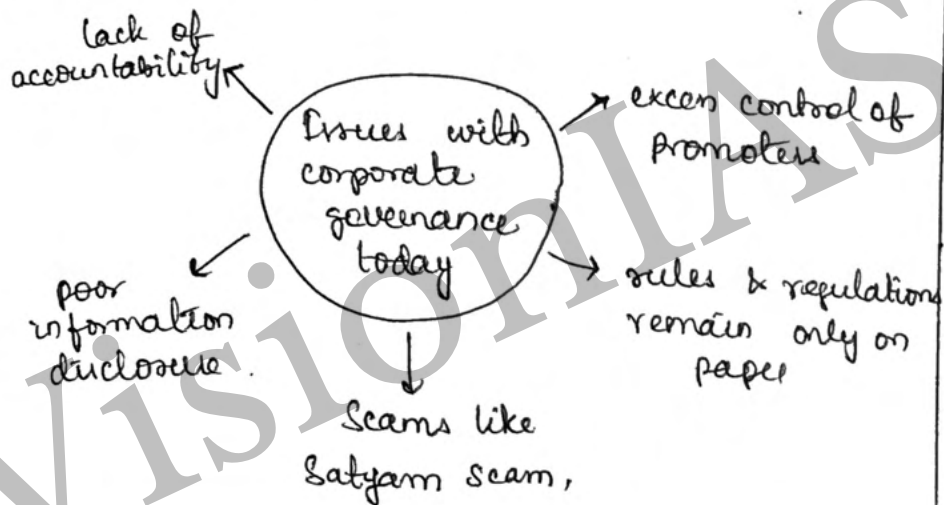 lack of
accountability
Issues with
corporate
governance
today
excess control of
promoters
poor
information
disclosure.
rules & regulation
remain only on
paper
Scams like
Satyam scam,
VisionIAS